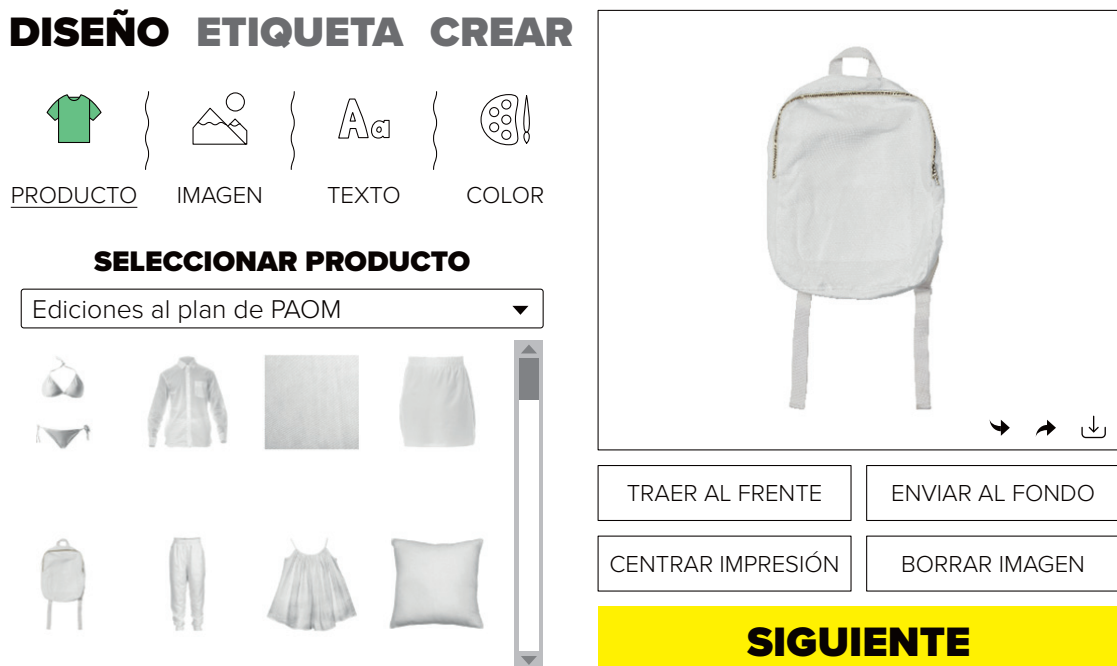 DISEÑO ETIQUETA CREAR
PRODUCTO IMAGEN TEXTO COLOR
SELECCIONAR PRODUCTO
Ediciones al plan de PAOM
TRAER AL FRENTE ENVIAR AL FONDO
CENTRAR IMPRESIÓN BORRAR IMAGEN
SIGUIENTE